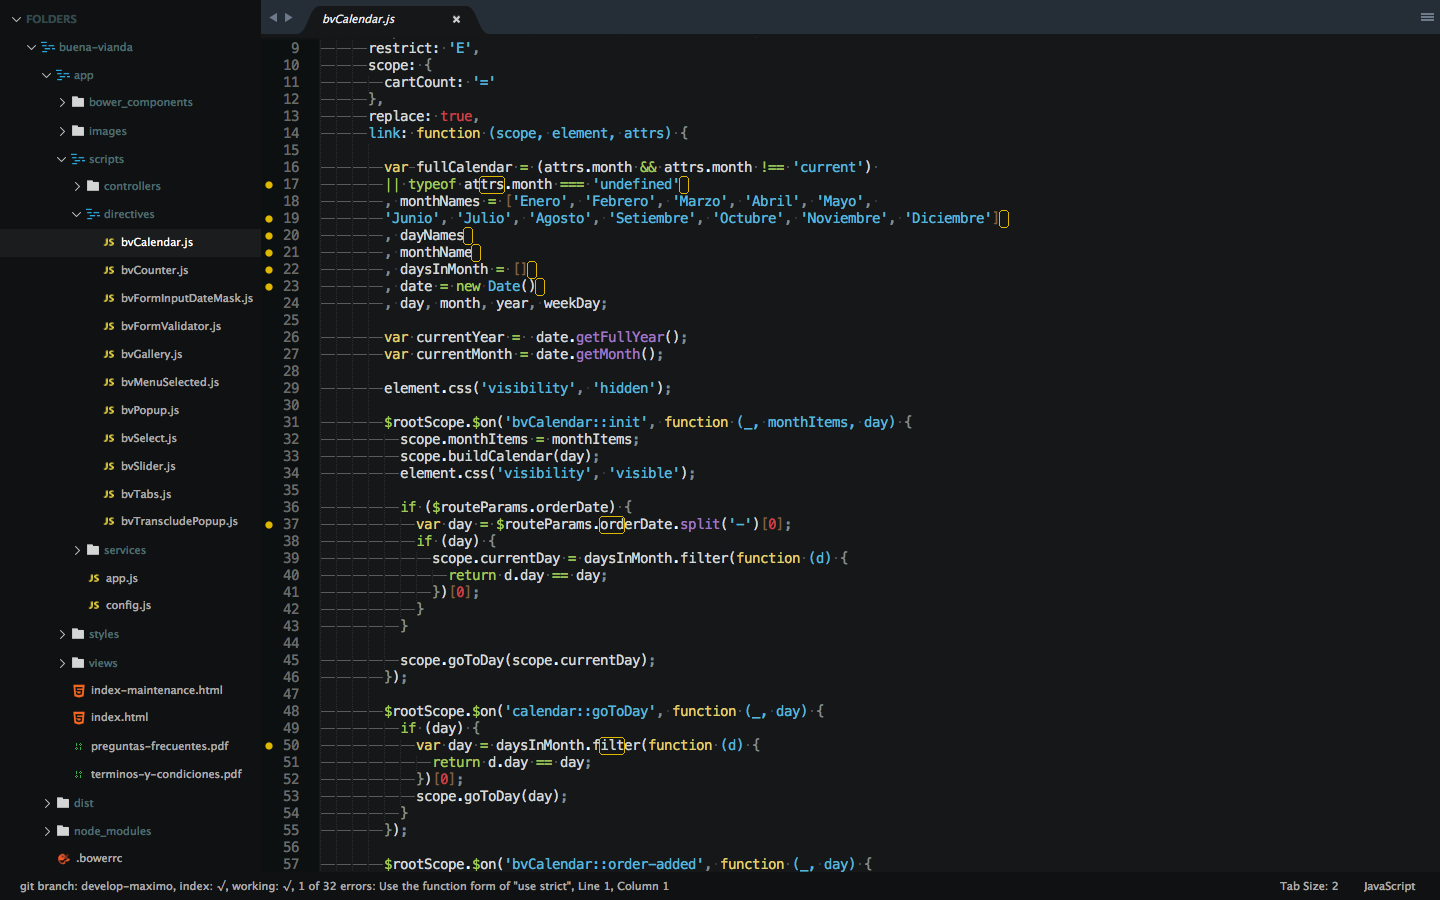 FOLDERS
buena-vianda
app
bower_components
images
scripts
controllers
directives
JS bvCalendar.js
JS bvCounter.js
JS bvFormInputDateMask.js
JS bvFormValidator.js
JS bvGallery.js
JS bvMenuSelected.js
JS bvPopup.js
JS bvSelect.js
JS bvSlider.js
JS bvTabs.js
JS bvTranscludePopup.js
services
JS app.js
JS config.js
styles
views
index-maintenance.html
index.html
preguntas-frecuentes.pdf
terminos-y-condiciones.pdf
dist
node_modules
.bowerrc
bvCalendar.js
9 restrict: 'E',
10 scope: {
11 cartCount: '='
12 },
13 replace: true,
14 link: function (scope, element, attrs) {
15
16 var fullCalendar = (attrs.month && attrs.month !== 'current')
17 || typeof attrs.month === 'undefined'
18 , monthNames = ['Enero', 'Febrero', 'Marzo', 'Abril', 'Mayo',
19 'Junio', 'Julio', 'Agosto', 'Setiembre', 'Octubre', 'Noviembre', 'Diciembre']
20 , dayNames
21 , monthName
22 , daysInMonth = []
23 , date = new Date()
24 , day, month, year, weekDay;
25
26 var currentYear =  date.getFullYear();
27 var currentMonth = date.getMonth();
28
29 element.css('visibility', 'hidden');
30
31 $rootScope.$on('bvCalendar::init', function (_, monthItems, day) {
32 scope.monthItems = monthItems;
33 scope.buildCalendar(day);
34 element.css('visibility', 'visible');
35
36 if ($routeParams.orderDate) {
37 var day = $routeParams.orderDate.split('-')[0];
38 if (day) {
39 scope.currentDay = daysInMonth.filter(function (d) {
40 return d.day == day;
41 })[0];
42 }
43 }
44
45 scope.goToDay(scope.currentDay);
46 });
47
48 $rootScope.$on('calendar::goToDay', function (_, day) {
49 if (day) {
50 var day = daysInMonth.filter(function (d) {
51 return d.day == day;
52 })[0];
53 scope.goToDay(day);
54 }
55 });
56
57 $rootScope.$on('bvCalendar::order-added', function (_, day) {
git branch: develop-maximo, index: √, working: √, 1 of 32 errors: Use the function form of "use strict", Line 1, Column 1
Tab Size: 2
JavaScript